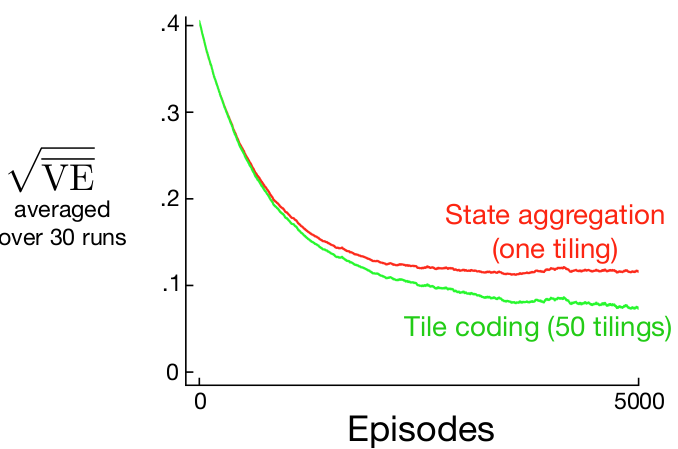 .4
.3
.2
.1
0
√VE
averaged
over 30 runs
State aggregation
(one tiling)
Tile coding (50 tilings)
0
5000
Episodes